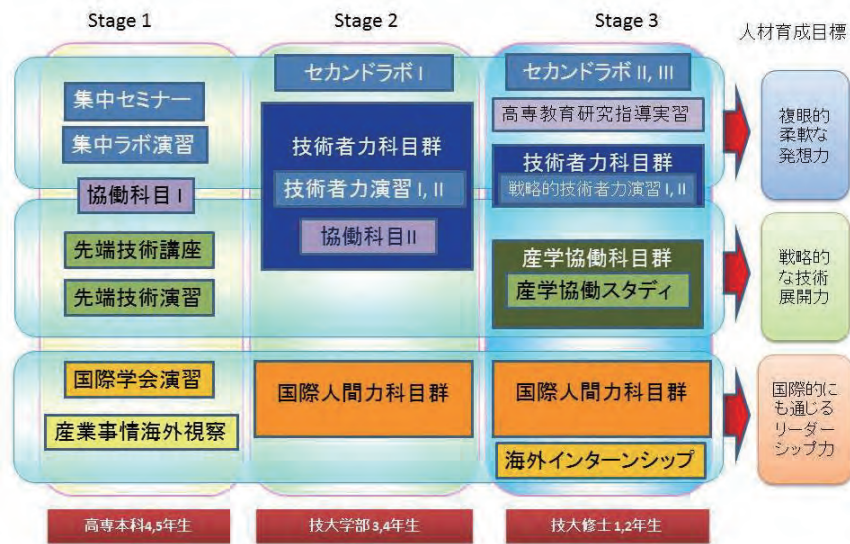 Stage 1
Stage 2
Stage 3
人材育成目標
集中セミナー
集中ラボ演習
協働科目 I
先端技術講座
先端技術演習
国際学会演習
産業事情海外視察
高専本科4,5年生
セカンドラボ I
技術者力科目群
技術者力演習 I, II
協働科目II
国際人間力科目群
技大学部3,4年生
セカンドラボ II, III
高専教育研究指導実習
技術者力科目群
戦略的技術者力演習 I, II
産学協働科目群
産学協働スタディ
国際人間力科目群
海外インターンシップ
技大修士1,2年生
複眼的
柔軟な
発想力
戦略的
な技術
展開力
国際的に
も通じる
リーダー
シップ力